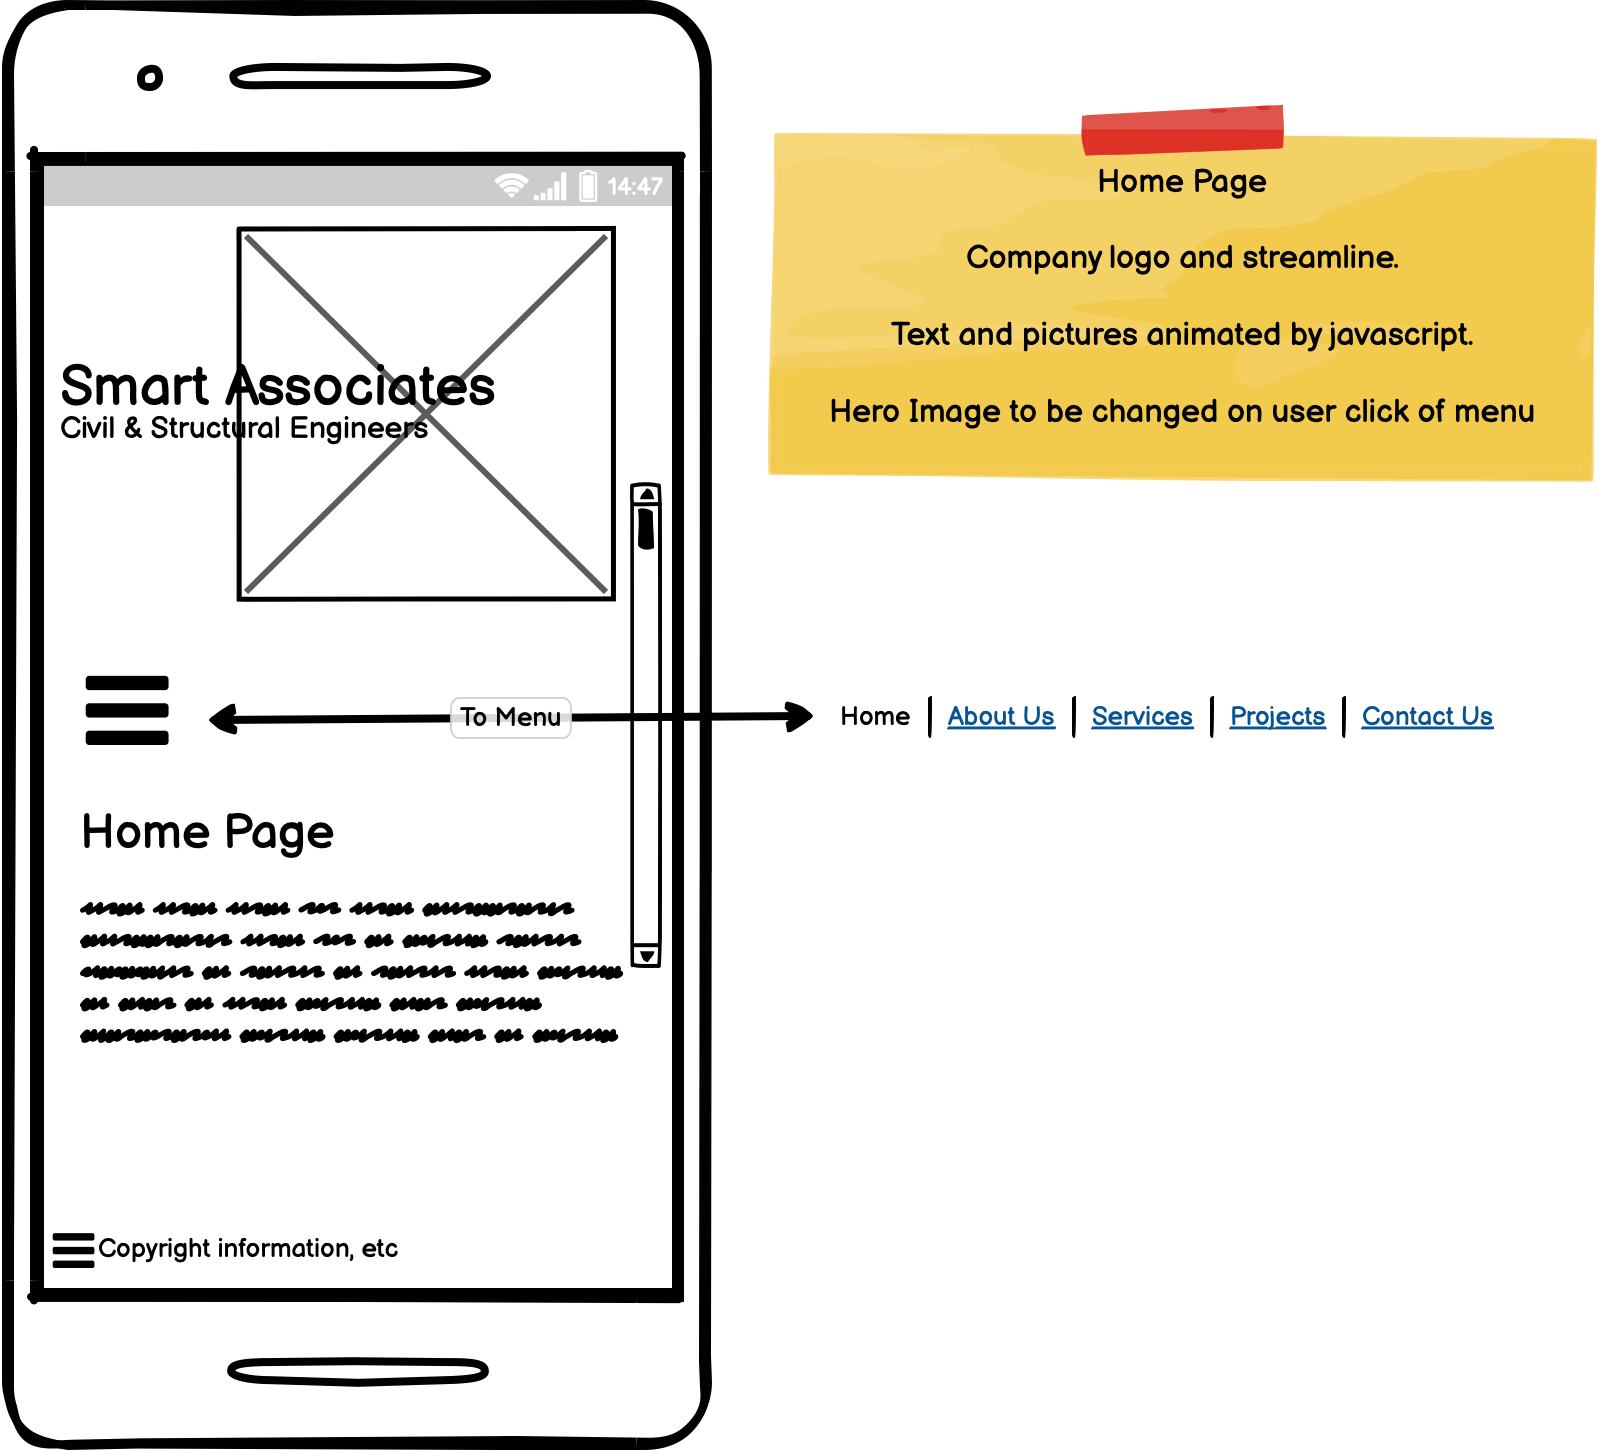 14:47
Smart Associates
Civil & Structural Engineers
To Menu
Home Page
Copyright information, etc
Home Page
Company logo and streamline.
Text and pictures animated by javascript.
Hero Image to be changed on user click of menu
Home | About Us | Services | Projects | Contact Us